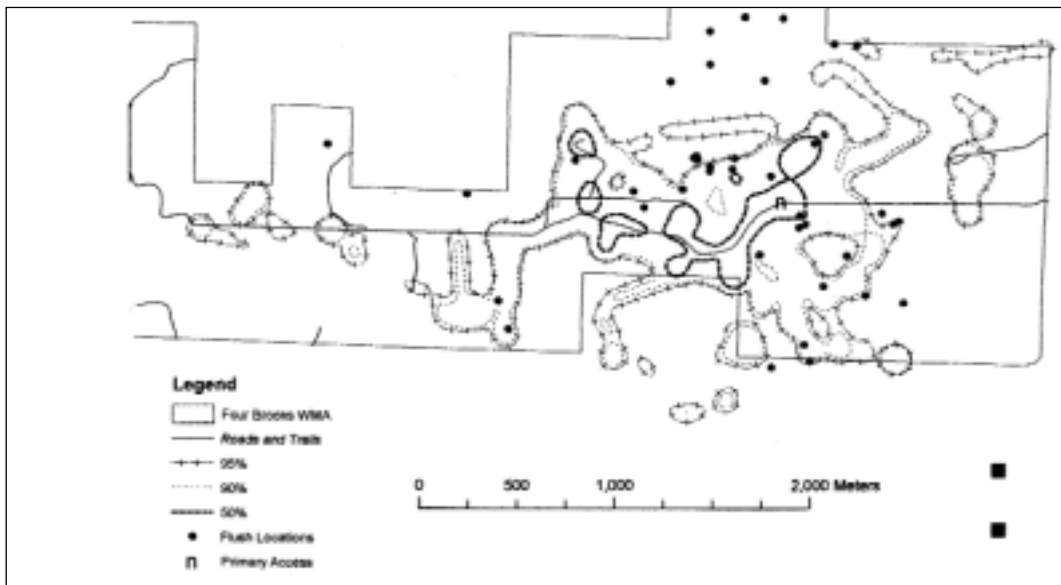 Legend
Four Brooks WMA
Roads and Trails
95%
90%
50%
Flush Locations
Primary Access
0 500 1,000 2,000 Meters